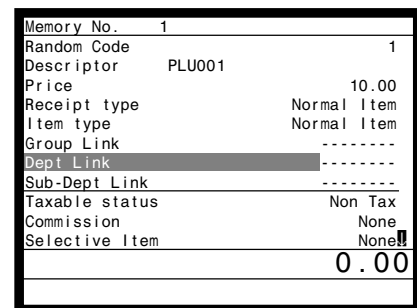 Memory No. 1
Random Code 1
Descriptor PLU001
Price 10.00
Receipt type Normal Item
Item type Normal Item
Group Link --------
Dept Link --------
Sub-Dept Link --------
Taxable status Non Tax
Commission None
Selective Item None↓
0.00